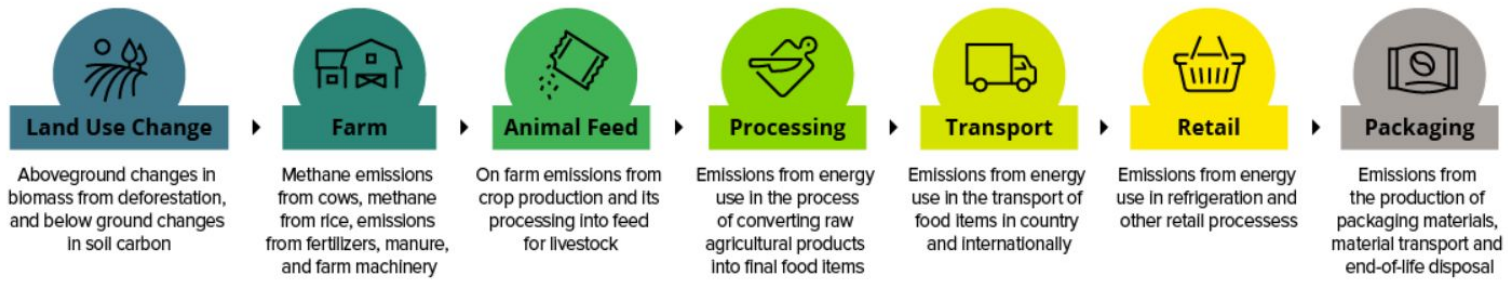 Land Use Change
Aboveground changes in
biomass from deforestation,
and below ground changes
in soil carbon
Farm
Methane emissions
from cows, methane
from rice, emissions
from fertilizers, manure,
and farm machinery
Animal Feed
On farm emissions from
crop production and its
processing into feed
for livestock
Processing
Emissions from energy
use in the process
of converting raw
agricultural products
into final food items
Transport
Emissions from energy
use in the transport of
food items in country
and internationally
Retail
Emissions from energy
use in refrigeration and
other retail processess
Packaging
Emissions from
the production of
packaging materials,
material transport and
end-of-life disposal